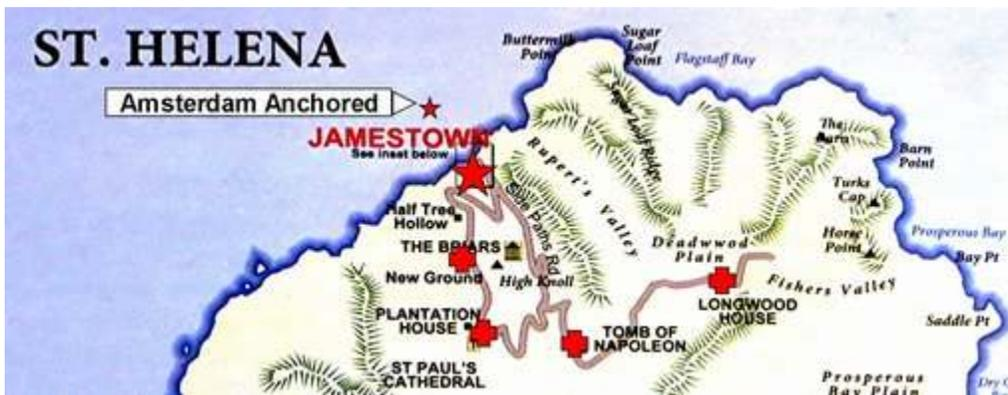 ST. HELENA
Buttermilk
Point
Sugar
Loaf
Point
Flagstaff Bay
Amsterdam Anchored
JAMESTOWN
See inset below
Sugar Loaf Ridge
The
Barn
Barn
Point
Rupert's Valley
Turks
Cap
Half Tree
Hollow
Side Paths Rd
Horse
Point
Prosperous Bay
Bay Pt
THE BRIARS
Deadwwod
Plain
New Ground
High Knoll
Fishers Valley
LONGWOOD
HOUSE
PLANTATION
HOUSE
TOMB OF
NAPOLEON
Saddle Pt
ST PAUL'S
CATHEDRAL
Prosperous
Bay Plain
Dry